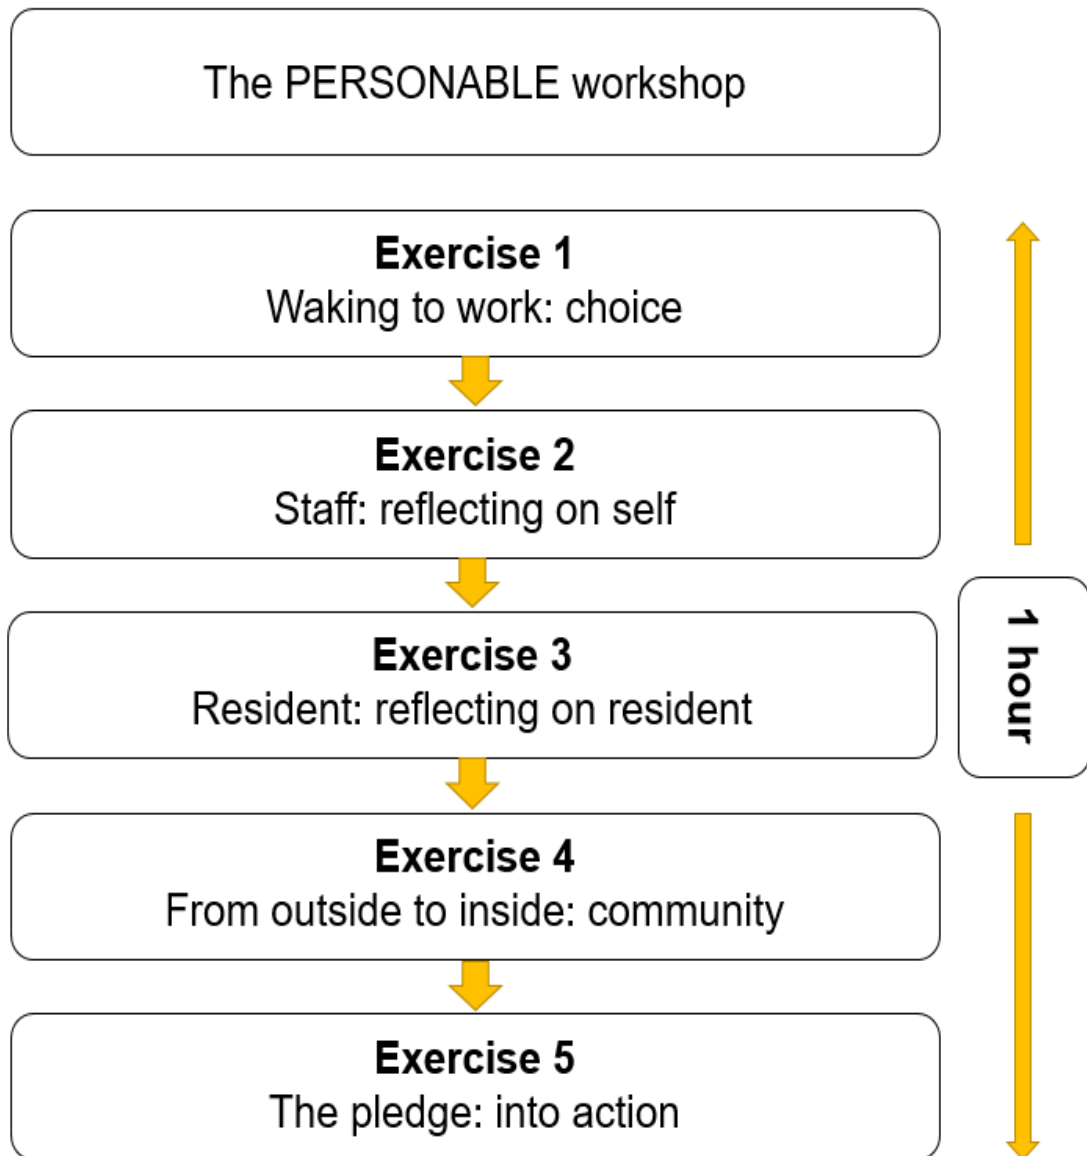 The PERSONABLE workshop
Exercise 1
Waking to work: choice
Exercise 2
Staff: reflecting on self
Exercise 3
Resident: reflecting on resident
1 hour
Exercise 4
From outside to inside: community
Exercise 5
The pledge: into action